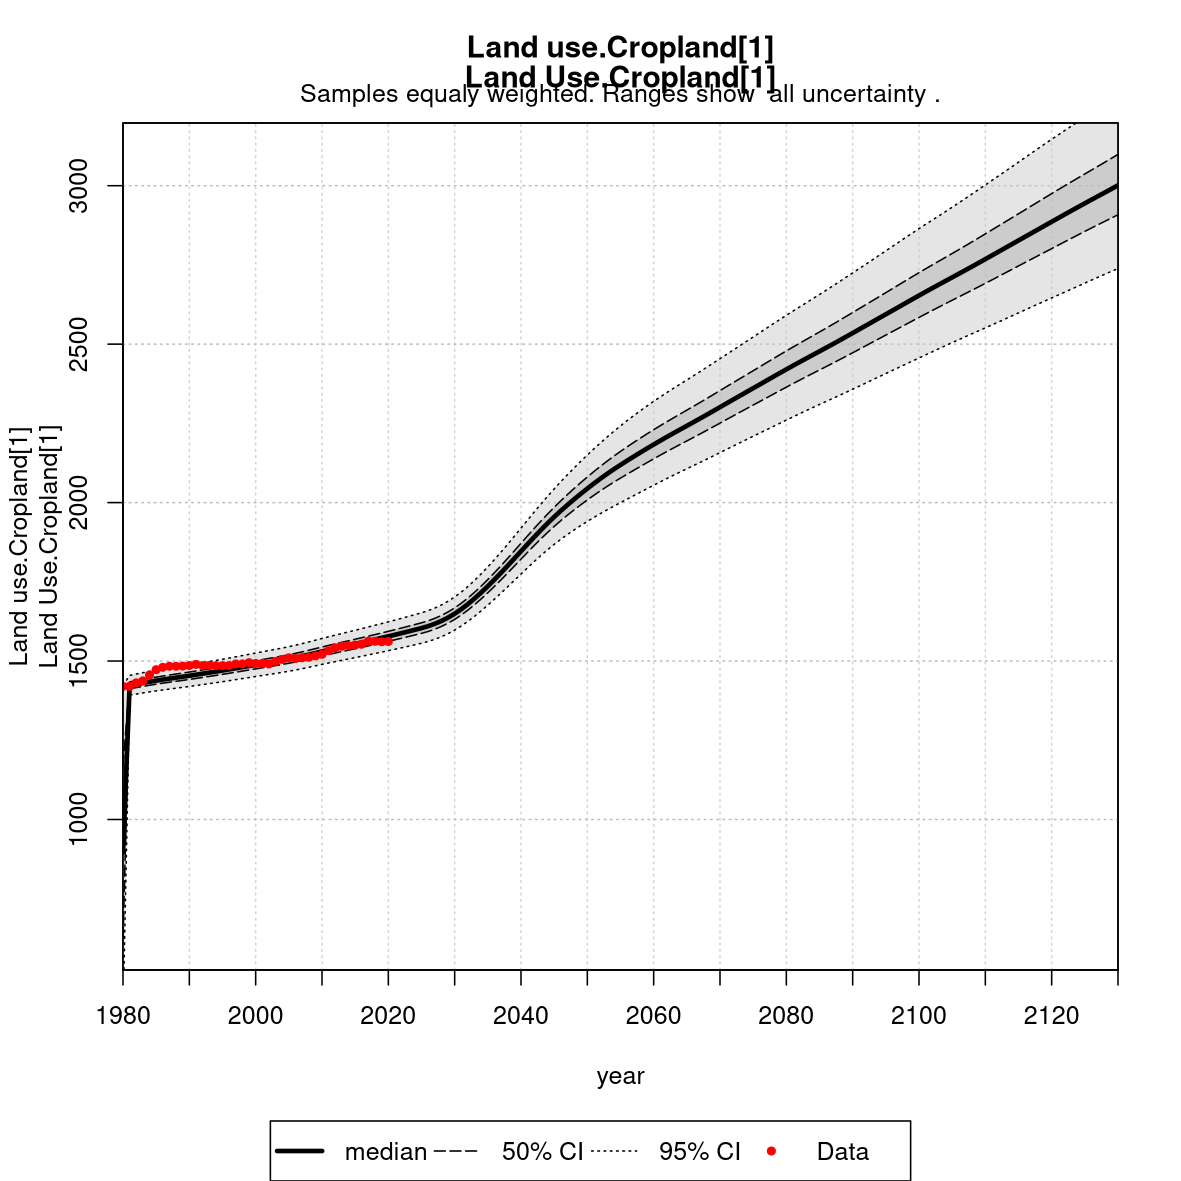 Land use.Cropland[1]
Land Use.Cropland[1]
Samples equaly weighted. Ranges show  all uncertainty .
Land use.Cropland[1]
Land Use.Cropland[1]
3000
2500
2000
1500
1000
1980 2000 2020 2040 2060 2080 2100 2120
year
median 50% CI 95% CI Data